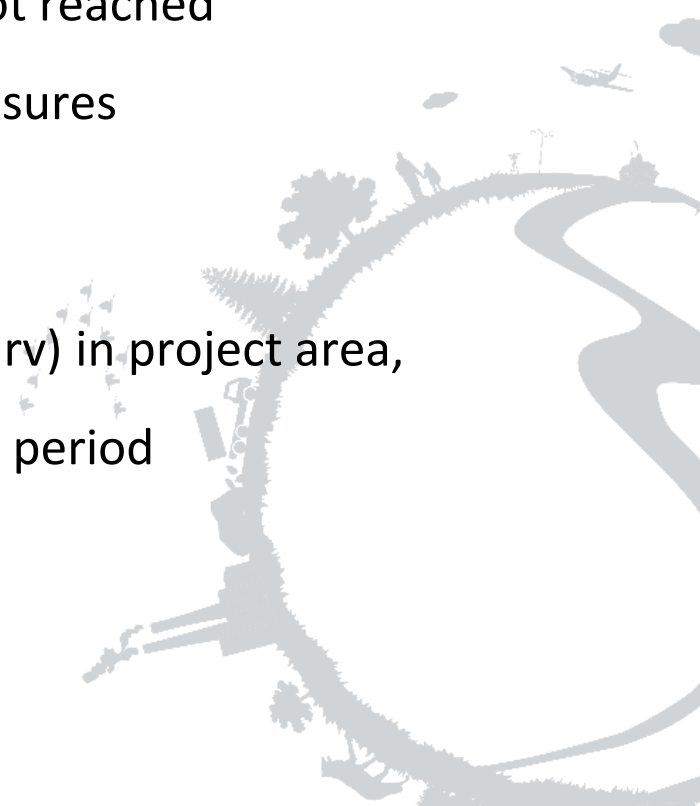 ot reached
sures
rv) in project area,
period